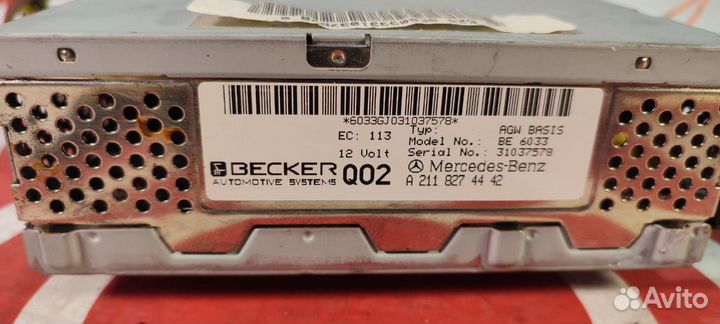 *6033GJ031037578*
EC: 113 Typ: AGW BASIS
Model No.: BE 6033
12 Volt Serial No.: 31037578
BECKER Q02 Mercedes-Benz
AUTOMOTIVE SYSTEMS A 211 827 44 42
Avito